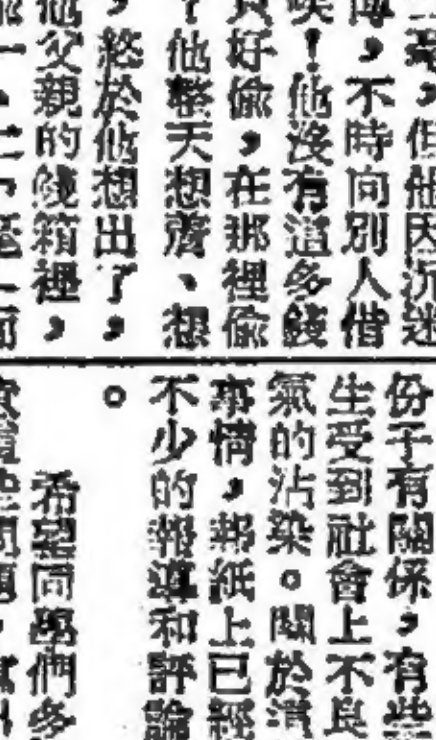 一毫，但他因沉迷
，不時向別人借
！他沒有這多錢
好偷，在那裡偷
？他整天想着、想
，終於他想出了，
他父親的錢箱裡，
份子有關係，有些
生受到社會上不良
氣的沾染。關於這
事情，報紙上已經
不少的報導和評論
。
希望同學們多
問題，